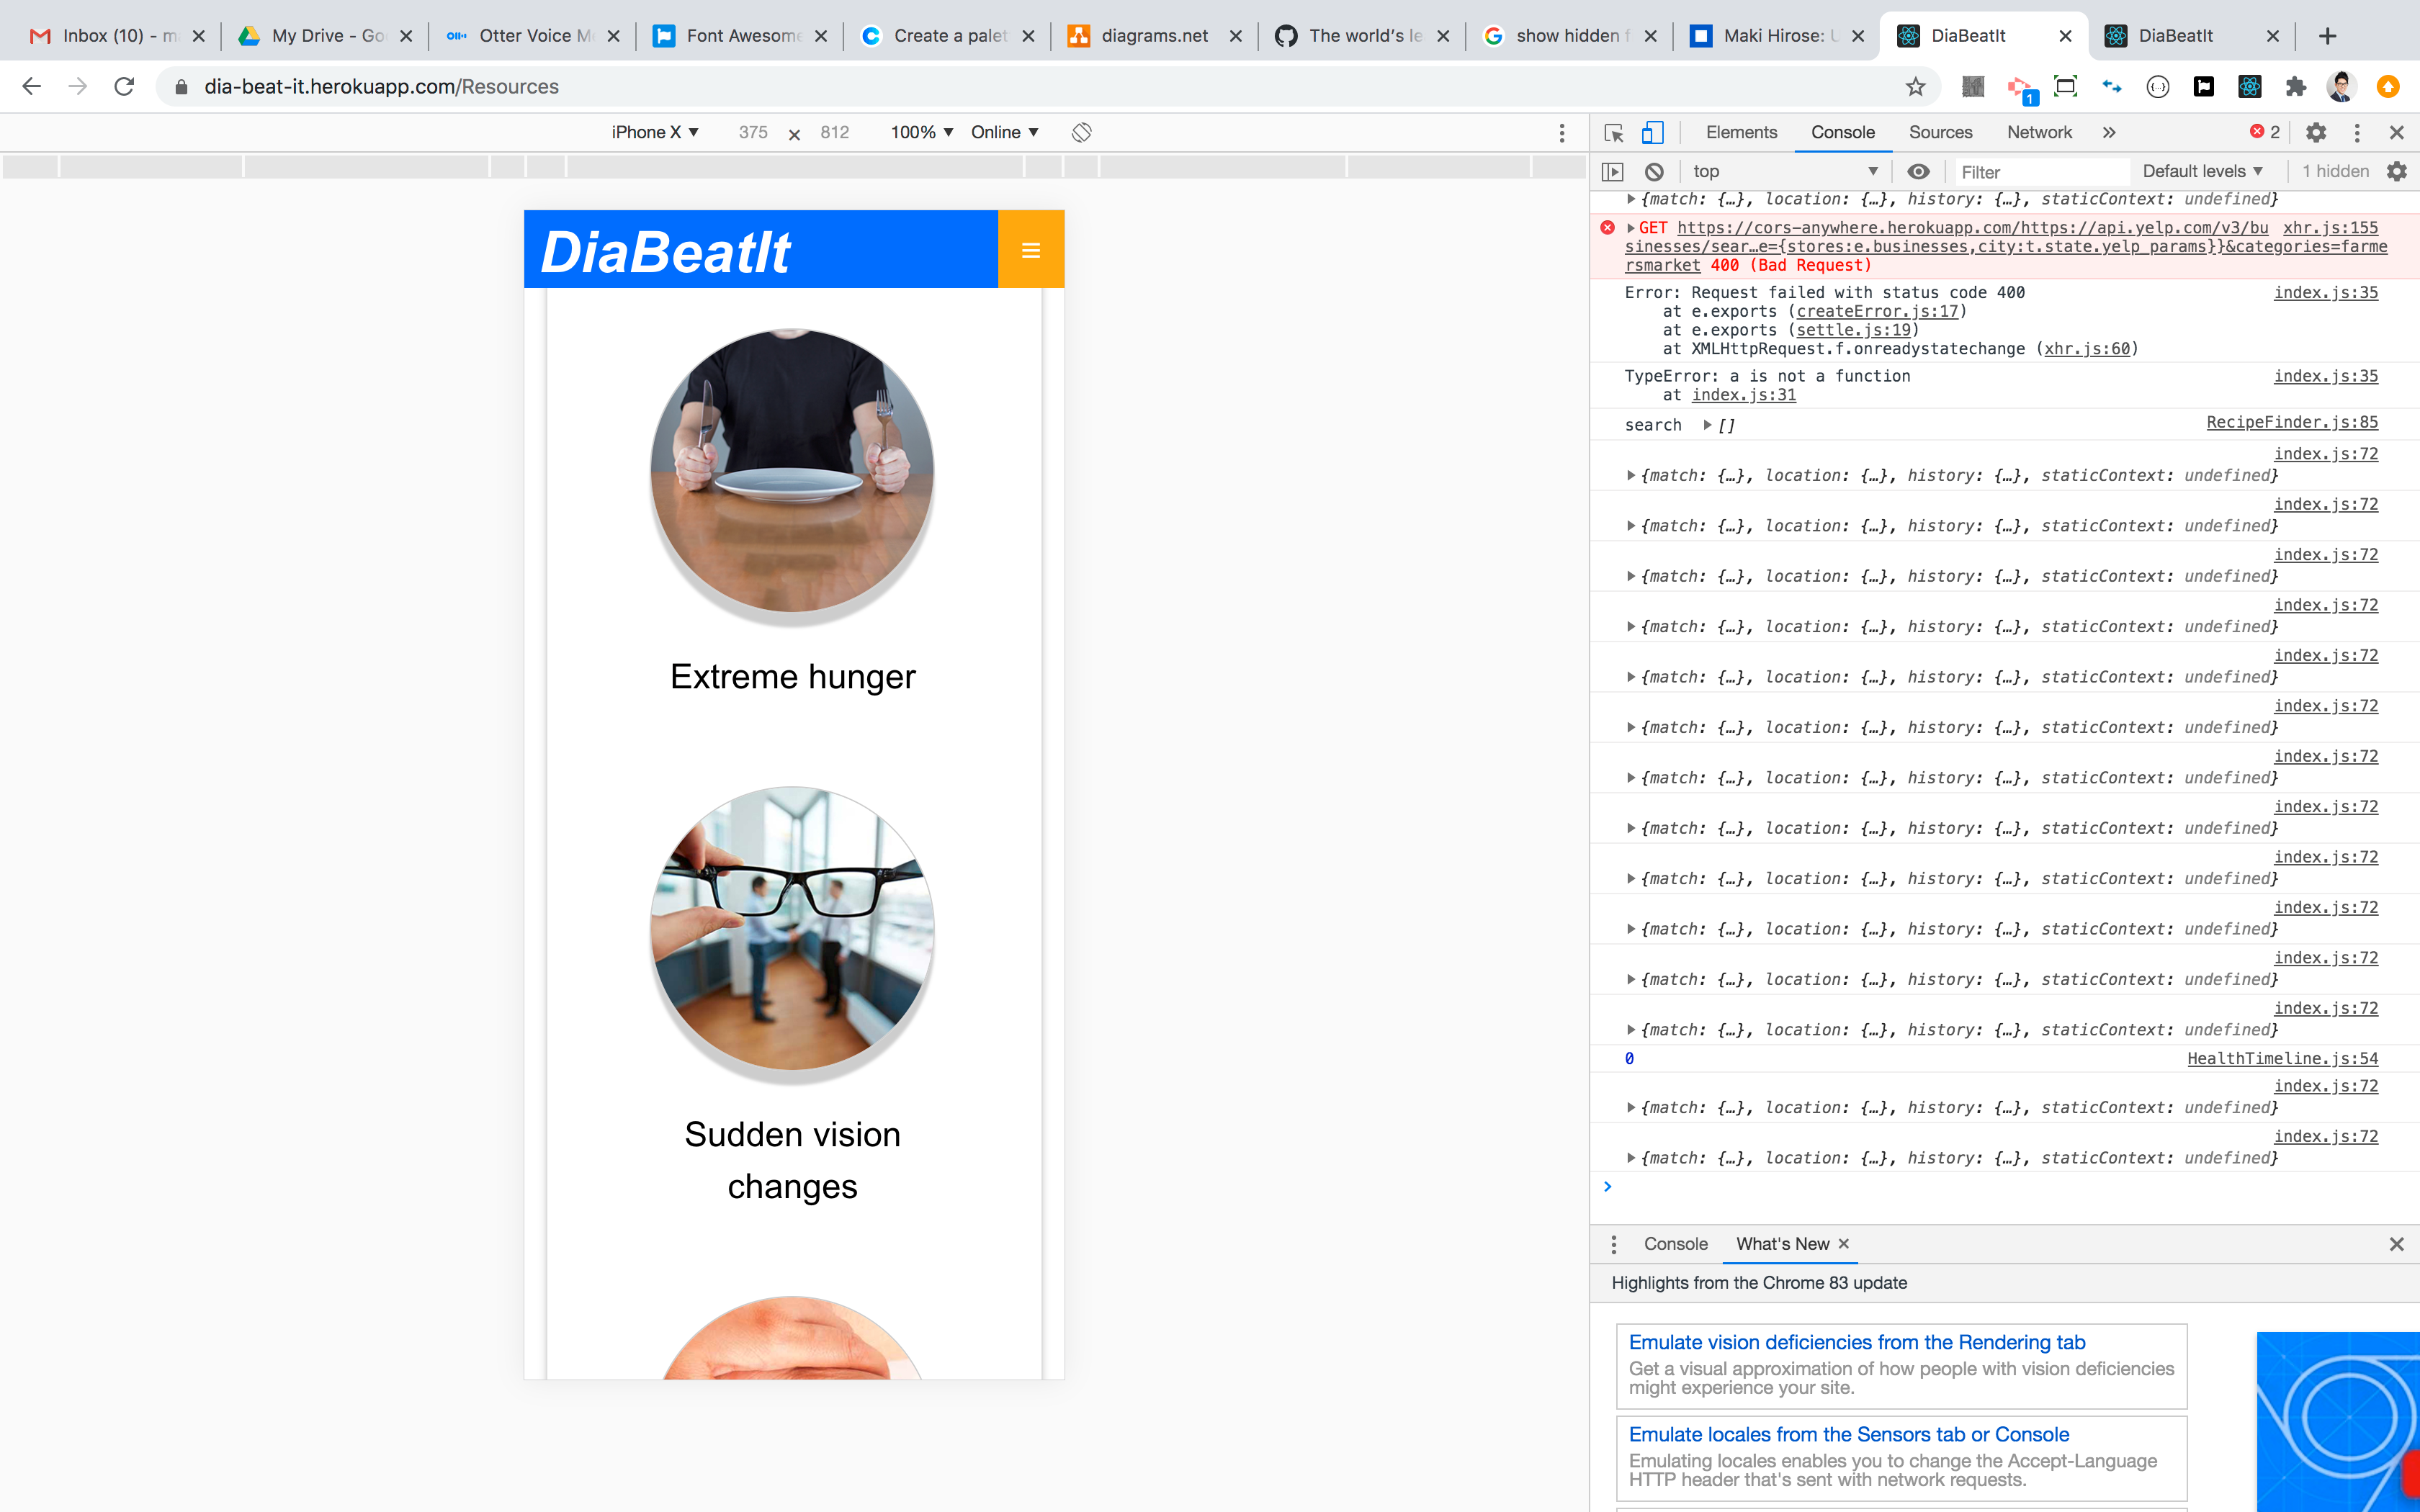 Inbox (10) - m
My Drive - Go
Otter Voice M
Font Awesome
Create a palet
diagrams.net
The world's le
show hidden f
Maki Hirose: U
DiaBeatIt
DiaBeatIt
dia-beat-it.herokuapp.com/Resources
1
iPhone X ▼ 375 × 812 100% ▼ Online ▼
Elements Console Sources Network » 2
top ▼ Filter Default levels ▼ 1 hidden
DiaBeatIt
Extreme hunger
Sudden vision
changes
▶{match: {…}, location: {…}, history: {…}, staticContext: undefined}
▶GET https://cors-anywhere.herokuapp.com/https://api.yelp.com/v3/bu xhr.js:155
sinesses/sear…e={stores:e.businesses,city:t.state.yelp_params}}&categories=farme
rsmarket 400 (Bad Request)
Error: Request failed with status code 400 index.js:35
at e.exports (createError.js:17)
at e.exports (settle.js:19)
at XMLHttpRequest.f.onreadystatechange (xhr.js:60)
TypeError: a is not a function index.js:35
at index.js:31
search ▶[] RecipeFinder.js:85
index.js:72
▶{match: {…}, location: {…}, history: {…}, staticContext: undefined}
index.js:72
▶{match: {…}, location: {…}, history: {…}, staticContext: undefined}
index.js:72
▶{match: {…}, location: {…}, history: {…}, staticContext: undefined}
index.js:72
▶{match: {…}, location: {…}, history: {…}, staticContext: undefined}
index.js:72
▶{match: {…}, location: {…}, history: {…}, staticContext: undefined}
index.js:72
▶{match: {…}, location: {…}, history: {…}, staticContext: undefined}
index.js:72
▶{match: {…}, location: {…}, history: {…}, staticContext: undefined}
index.js:72
▶{match: {…}, location: {…}, history: {…}, staticContext: undefined}
index.js:72
▶{match: {…}, location: {…}, history: {…}, staticContext: undefined}
index.js:72
▶{match: {…}, location: {…}, history: {…}, staticContext: undefined}
index.js:72
▶{match: {…}, location: {…}, history: {…}, staticContext: undefined}
index.js:72
▶{match: {…}, location: {…}, history: {…}, staticContext: undefined}
0 HealthTimeline.js:54
index.js:72
▶{match: {…}, location: {…}, history: {…}, staticContext: undefined}
index.js:72
▶{match: {…}, location: {…}, history: {…}, staticContext: undefined}
Console What's New
Highlights from the Chrome 83 update
Emulate vision deficiencies from the Rendering tab
Get a visual approximation of how people with vision deficiencies
might experience your site.
Emulate locales from the Sensors tab or Console
Emulating locales enables you to change the Accept-Language
HTTP header that's sent with network requests.